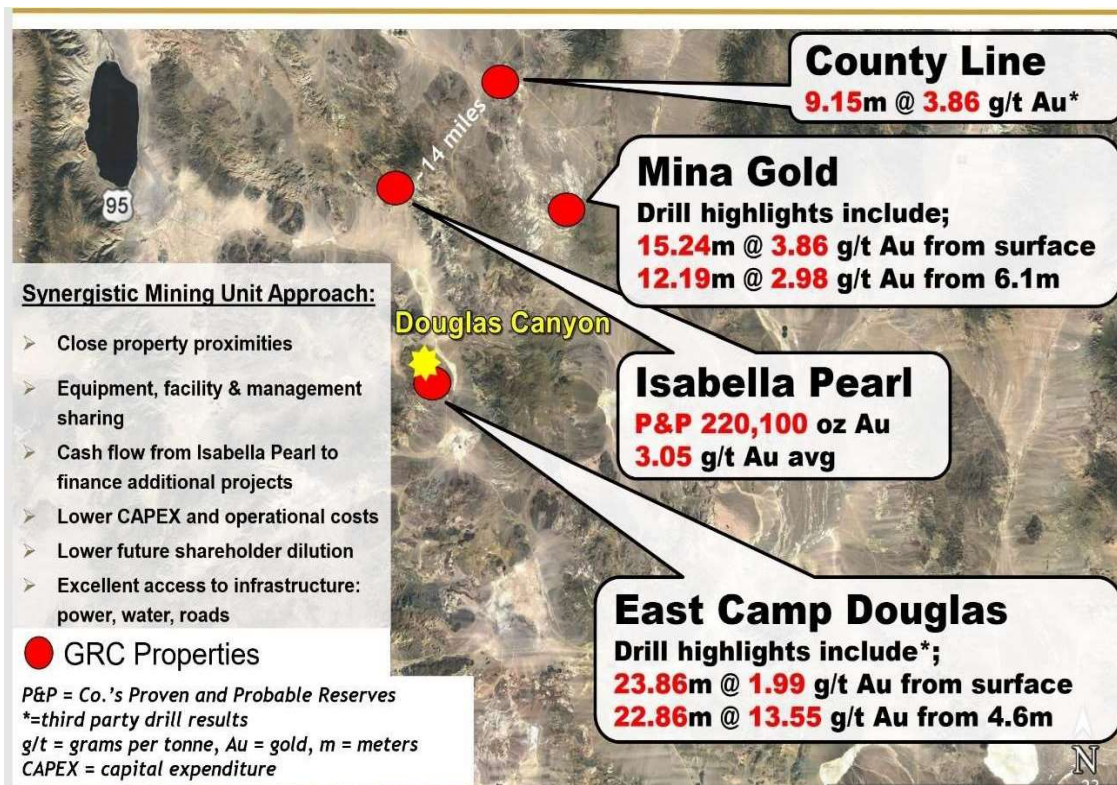 County Line
9.15m @ 3.86 g/t Au*
~14 miles
95
Mina Gold
Drill highlights include;
15.24m @ 3.86 g/t Au from surface
12.19m @ 2.98 g/t Au from 6.1m
Synergistic Mining Unit Approach:
Close property proximities
Equipment, facility & management
sharing
Cash flow from Isabella Pearl to
finance additional projects
Lower CAPEX and operational costs
Lower future shareholder dilution
Excellent access to infrastructure:
power, water, roads
Douglas Canyon
Isabella Pearl
P&P 220,100 oz Au
3.05 g/t Au avg
East Camp Douglas
Drill highlights include*;
23.86m @ 1.99 g/t Au from surface
22.86m @ 13.55 g/t Au from 4.6m
GRC Properties
P&P = Co.'s Proven and Probable Reserves
*=third party drill results
g/t = grams per tonne, Au = gold, m = meters
CAPEX = capital expenditure
N